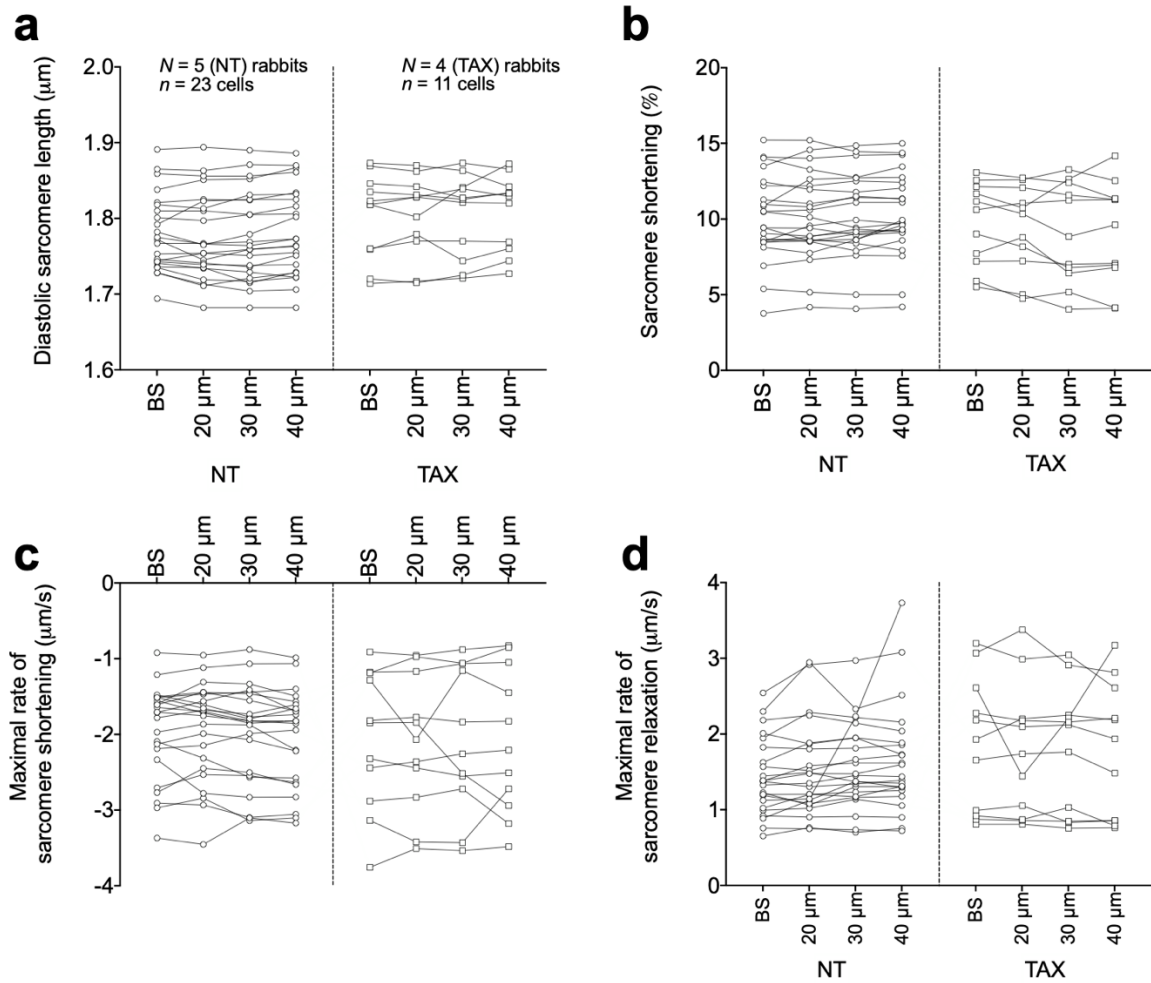 a
Diastolic sarcomere length (μm)
2.0
1.9
1.8
1.7
1.6
N = 5 (NT) rabbits
n = 23 cells
N = 4 (TAX) rabbits
n = 11 cells
BS
20 μm
30 μm
40 μm
BS
20 μm
30 μm
40 μm
NT
TAX
b
Sarcomere shortening (%)
20
15
10
5
0
BS
20 μm
30 μm
40 μm
BS
20 μm
30 μm
40 μm
NT
TAX
c
Maximal rate of
sarcomere shortening (μm/s)
BS
20 μm
30 μm
40 μm
BS
20 μm
30 μm
40 μm
0
-1
-2
-3
-4
d
Maximal rate of
sarcomere relaxation (μm/s)
4
3
2
1
0
BS
20 μm
30 μm
40 μm
BS
20 μm
30 μm
40 μm
NT
TAX